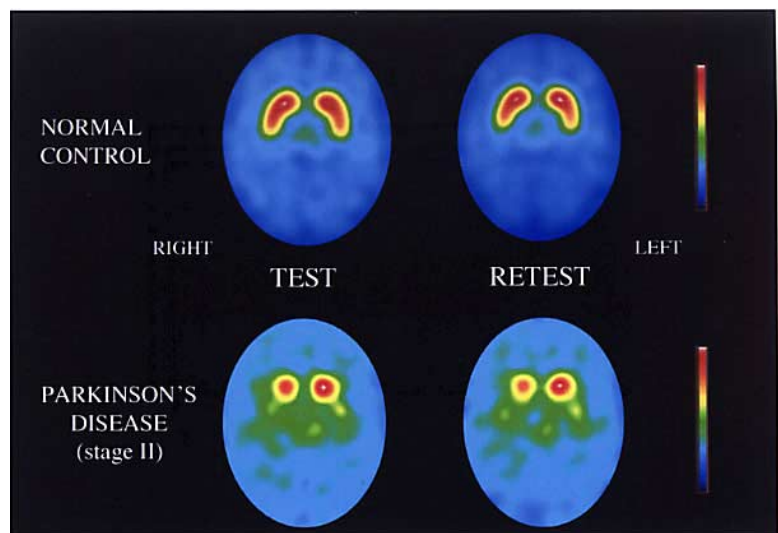 NORMAL
CONTROL
RIGHT
LEFT
TEST
RETEST
PARKINSON'S
DISEASE
(stage II)